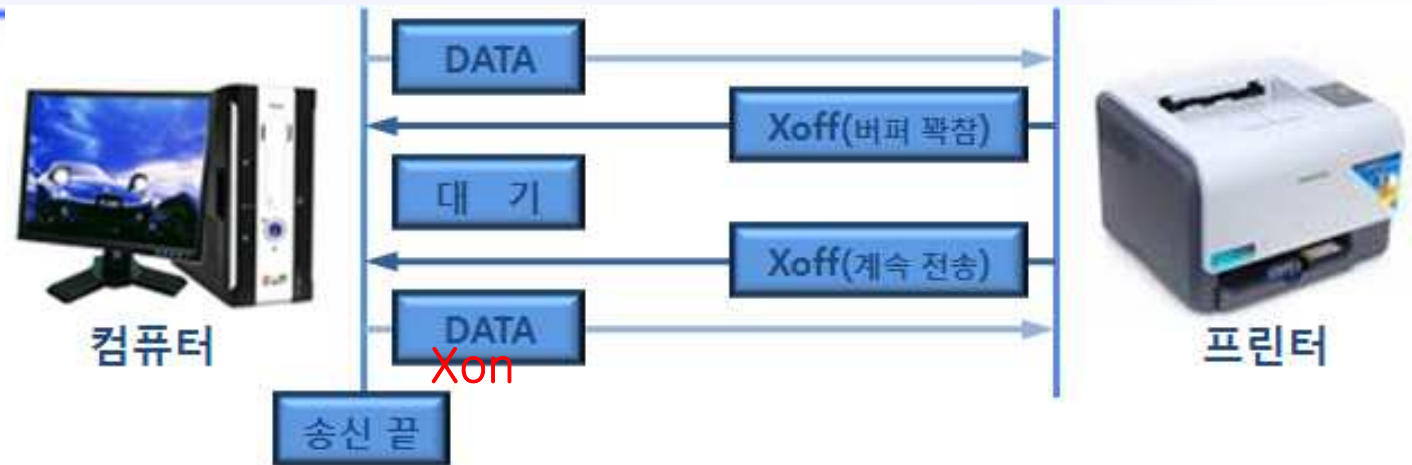 DATA
Xoff(버퍼 꽉참)
대 기
Xoff(계속 전송)
DATA
Xon
컴퓨터
프린터
송신 끝